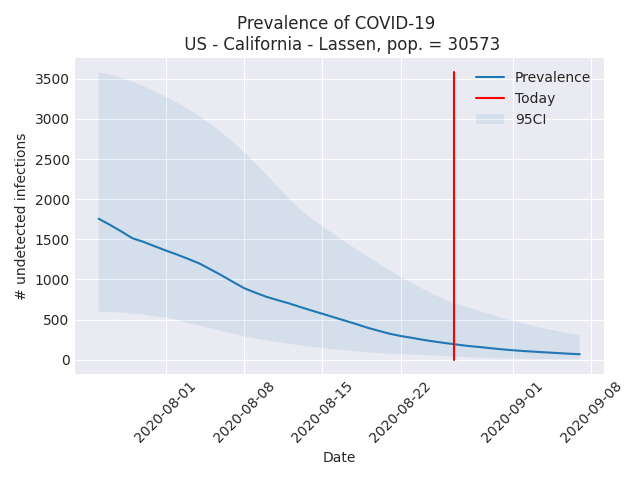 Prevalence of COVID-19
US - California - Lassen, pop. = 30573
Prevalence
Today
95CI
# undetected infections
3500
3000
2500
2000
1500
1000
500
0
2020-08-01
2020-08-08
2020-08-15
2020-08-22
2020-09-01
2020-09-08
Date